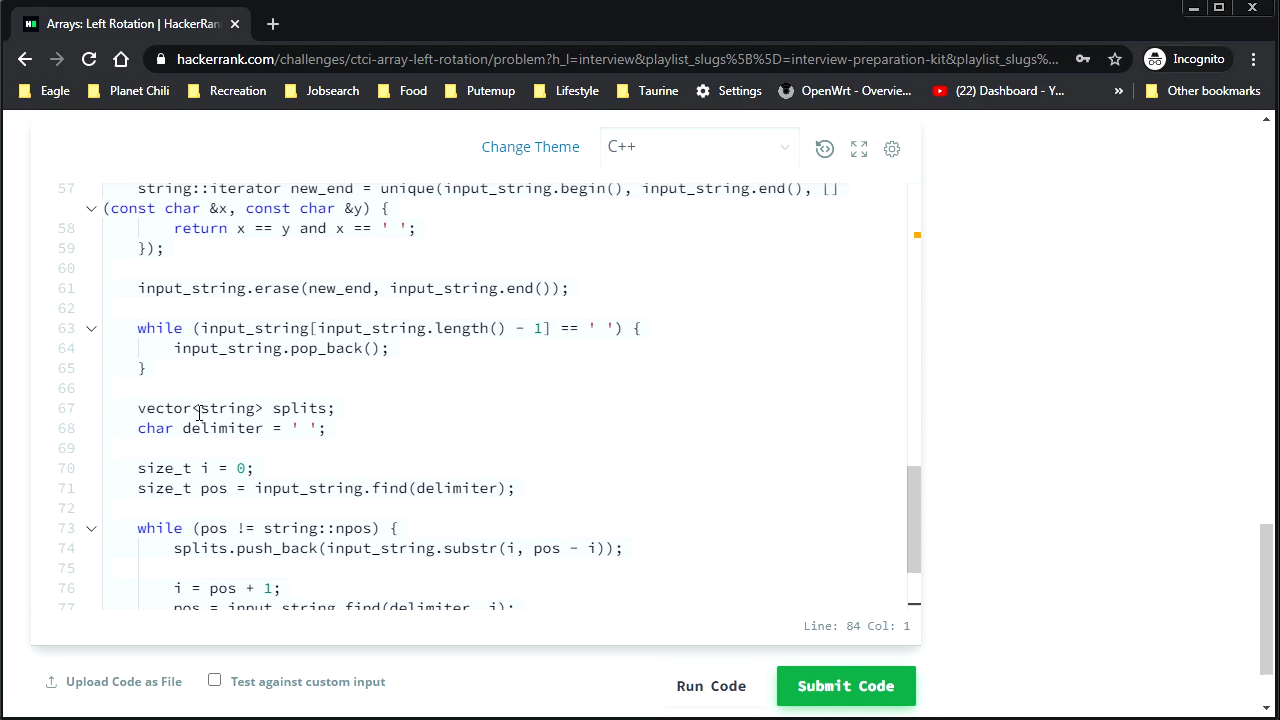 Arrays: Left Rotation | HackerRan
hackerrank.com/challenges/ctci-array-left-rotation/problem?h_l=interview&playlist_slugs%5B%5D=interview-preparation-kit&playlist_slugs%...
Incognito
Eagle Planet Chili Recreation Jobsearch Food Putemup Lifestyle Taurine Settings OpenWrt - Overvie... (22) Dashboard - Y... » Other bookmarks
Change Theme C++
57 string::iterator new_end = unique(input_string.begin(), input_string.end(), []
(const char &x, const char &y) {
58 return x == y and x == ' ';
59 });
60
61 input_string.erase(new_end, input_string.end());
62
63 while (input_string[input_string.length() - 1] == ' ') {
64 input_string.pop_back();
65 }
66
67 vector<string> splits;
68 char delimiter = ' ';
69
70 size_t i = 0;
71 size_t pos = input_string.find(delimiter);
72
73 while (pos != string::npos) {
74 splits.push_back(input_string.substr(i, pos - i));
75
76 i = pos + 1;
77 pos = input_string.find(delimiter, i);
Line: 84 Col: 1
Upload Code as File Test against custom input Run Code Submit Code